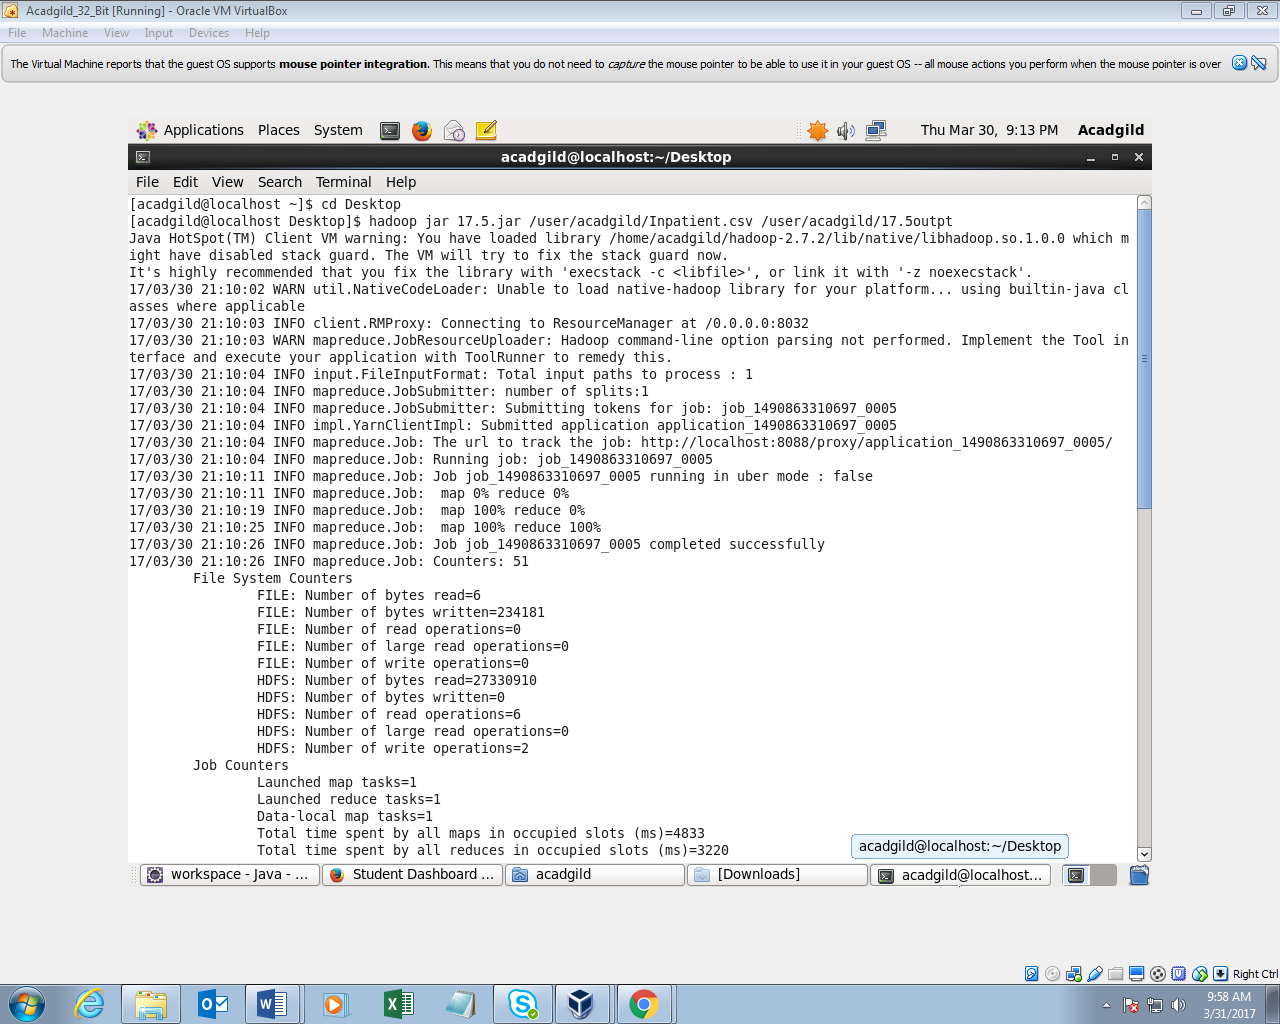 Acadgild_32_Bit [Running] - Oracle VM VirtualBox
File Machine View Input Devices Help
The Virtual Machine reports that the guest OS supports mouse pointer integration. This means that you do not need to capture the mouse pointer to be able to use it in your guest OS -- all mouse actions you perform when the mouse pointer is over
Applications Places System Thu Mar 30, 9:13 PM Acadgild
acadgild@localhost:~/Desktop
File Edit View Search Terminal Help
[acadgild@localhost ~]$ cd Desktop
[acadgild@localhost Desktop]$ hadoop jar 17.5.jar /user/acadgild/Inpatient.csv /user/acadgild/17.5outpt
Java HotSpot(TM) Client VM warning: You have loaded library /home/acadgild/hadoop-2.7.2/lib/native/libhadoop.so.1.0.0 which m
ight have disabled stack guard. The VM will try to fix the stack guard now.
It's highly recommended that you fix the library with 'execstack -c <libfile>', or link it with '-z noexecstack'.
17/03/30 21:10:02 WARN util.NativeCodeLoader: Unable to load native-hadoop library for your platform... using builtin-java cl
asses where applicable
17/03/30 21:10:03 INFO client.RMProxy: Connecting to ResourceManager at /0.0.0.0:8032
17/03/30 21:10:03 WARN mapreduce.JobResourceUploader: Hadoop command-line option parsing not performed. Implement the Tool in
terface and execute your application with ToolRunner to remedy this.
17/03/30 21:10:04 INFO input.FileInputFormat: Total input paths to process : 1
17/03/30 21:10:04 INFO mapreduce.JobSubmitter: number of splits:1
17/03/30 21:10:04 INFO mapreduce.JobSubmitter: Submitting tokens for job: job_1490863310697_0005
17/03/30 21:10:04 INFO impl.YarnClientImpl: Submitted application application_1490863310697_0005
17/03/30 21:10:04 INFO mapreduce.Job: The url to track the job: http://localhost:8088/proxy/application_1490863310697_0005/
17/03/30 21:10:04 INFO mapreduce.Job: Running job: job_1490863310697_0005
17/03/30 21:10:11 INFO mapreduce.Job: Job job_1490863310697_0005 running in uber mode : false
17/03/30 21:10:11 INFO mapreduce.Job:  map 0% reduce 0%
17/03/30 21:10:19 INFO mapreduce.Job:  map 100% reduce 0%
17/03/30 21:10:25 INFO mapreduce.Job:  map 100% reduce 100%
17/03/30 21:10:26 INFO mapreduce.Job: Job job_1490863310697_0005 completed successfully
17/03/30 21:10:26 INFO mapreduce.Job: Counters: 51
File System Counters
FILE: Number of bytes read=6
FILE: Number of bytes written=234181
FILE: Number of read operations=0
FILE: Number of large read operations=0
FILE: Number of write operations=0
HDFS: Number of bytes read=27330910
HDFS: Number of bytes written=0
HDFS: Number of read operations=6
HDFS: Number of large read operations=0
HDFS: Number of write operations=2
Job Counters
Launched map tasks=1
Launched reduce tasks=1
Data-local map tasks=1
Total time spent by all maps in occupied slots (ms)=4833
Total time spent by all reduces in occupied slots (ms)=3220
acadgild@localhost:~/Desktop
workspace - Java - ... Student Dashboard ... acadgild [Downloads] acadgild@localhost...
Right Ctrl
9:58 AM
3/31/2017